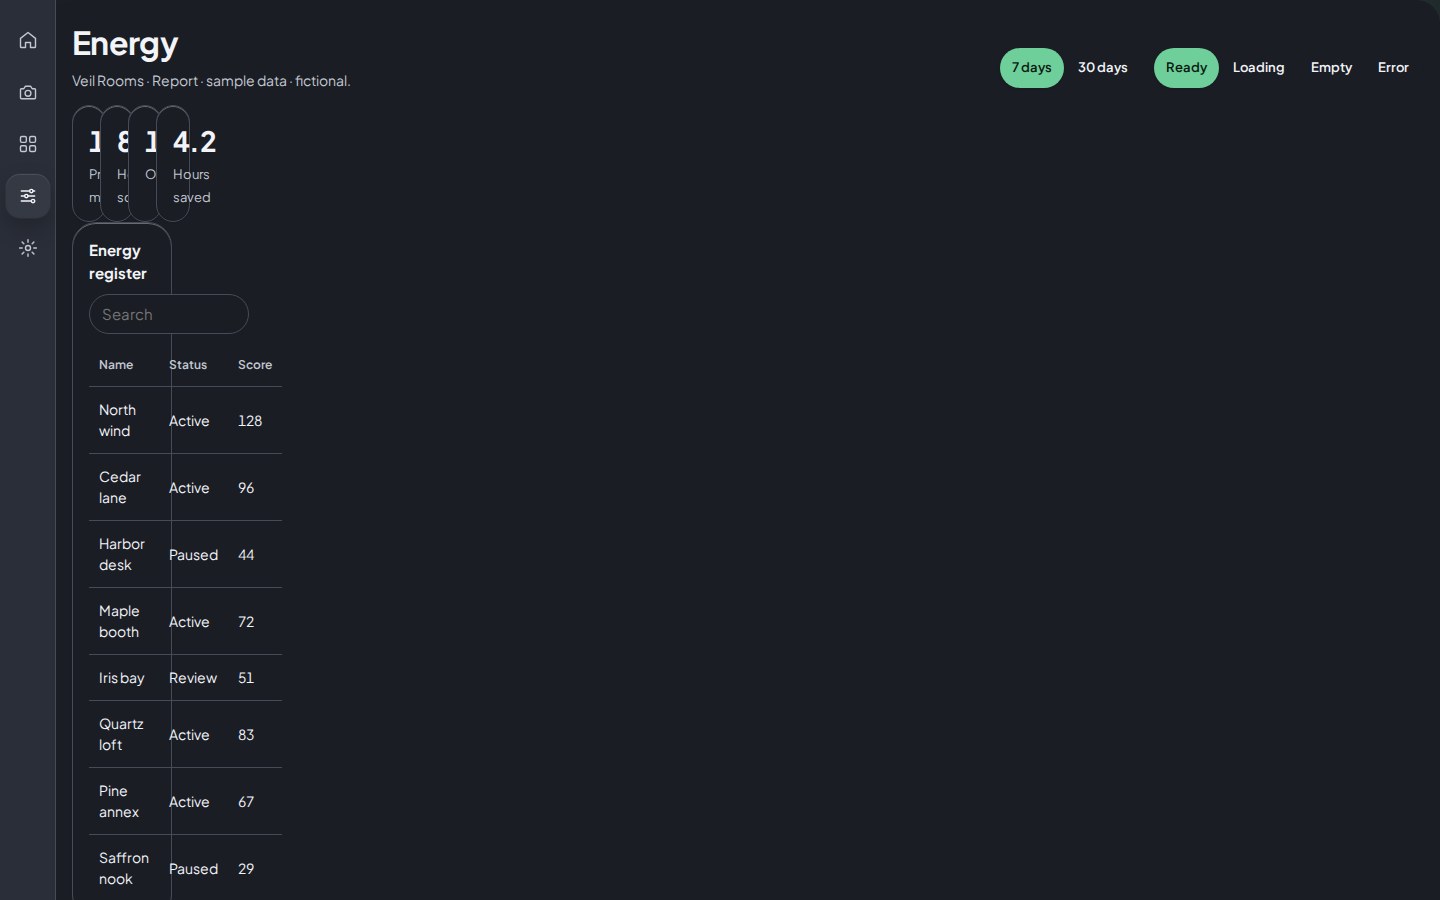 Energy
Veil Rooms · Report · sample data · fictional.
7 days 30 days Ready Loading Empty Error
4.2
Hours
saved
Energy
register
Search
Name Status Score
North
wind Active 128
Cedar
lane Active 96
Harbor
desk Paused 44
Maple
booth Active 72
Iris bay Review 51
Quartz
loft Active 83
Pine
annex Active 67
Saffron
nook Paused 29